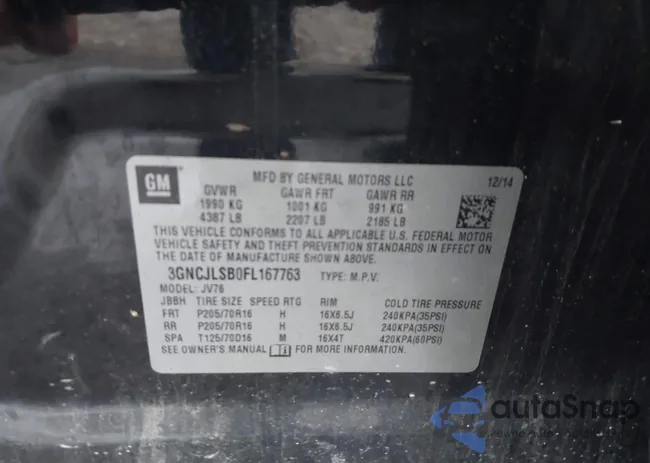 GM
MFD BY GENERAL MOTORS LLC 12/14
GVWR GAWR FRT GAWR RR
1990 KG 1001 KG 991 KG
4387 LB 2207 LB 2185 LB
THIS VEHICLE CONFORMS TO ALL APPLICABLE U.S. FEDERAL MOTOR
VEHICLE SAFETY AND THEFT PREVENTION STANDARDS IN EFFECT ON
THE DATE OF MANUFACTURE SHOWN ABOVE.
3GNCJLSB0FL167763 TYPE: M.P.V.
MODEL: JV76
JBBH TIRE SIZE SPEED RTG RIM COLD TIRE PRESSURE
FRT P205/70R16 H 16X6.5J 240KPA(35PSI)
RR P205/70R16 H 16X6.5J 240KPA(35PSI)
SPA T125/70D16 M 16X4T 420KPA(60PSI)
SEE OWNER'S MANUAL FOR MORE INFORMATION.
autoSnap